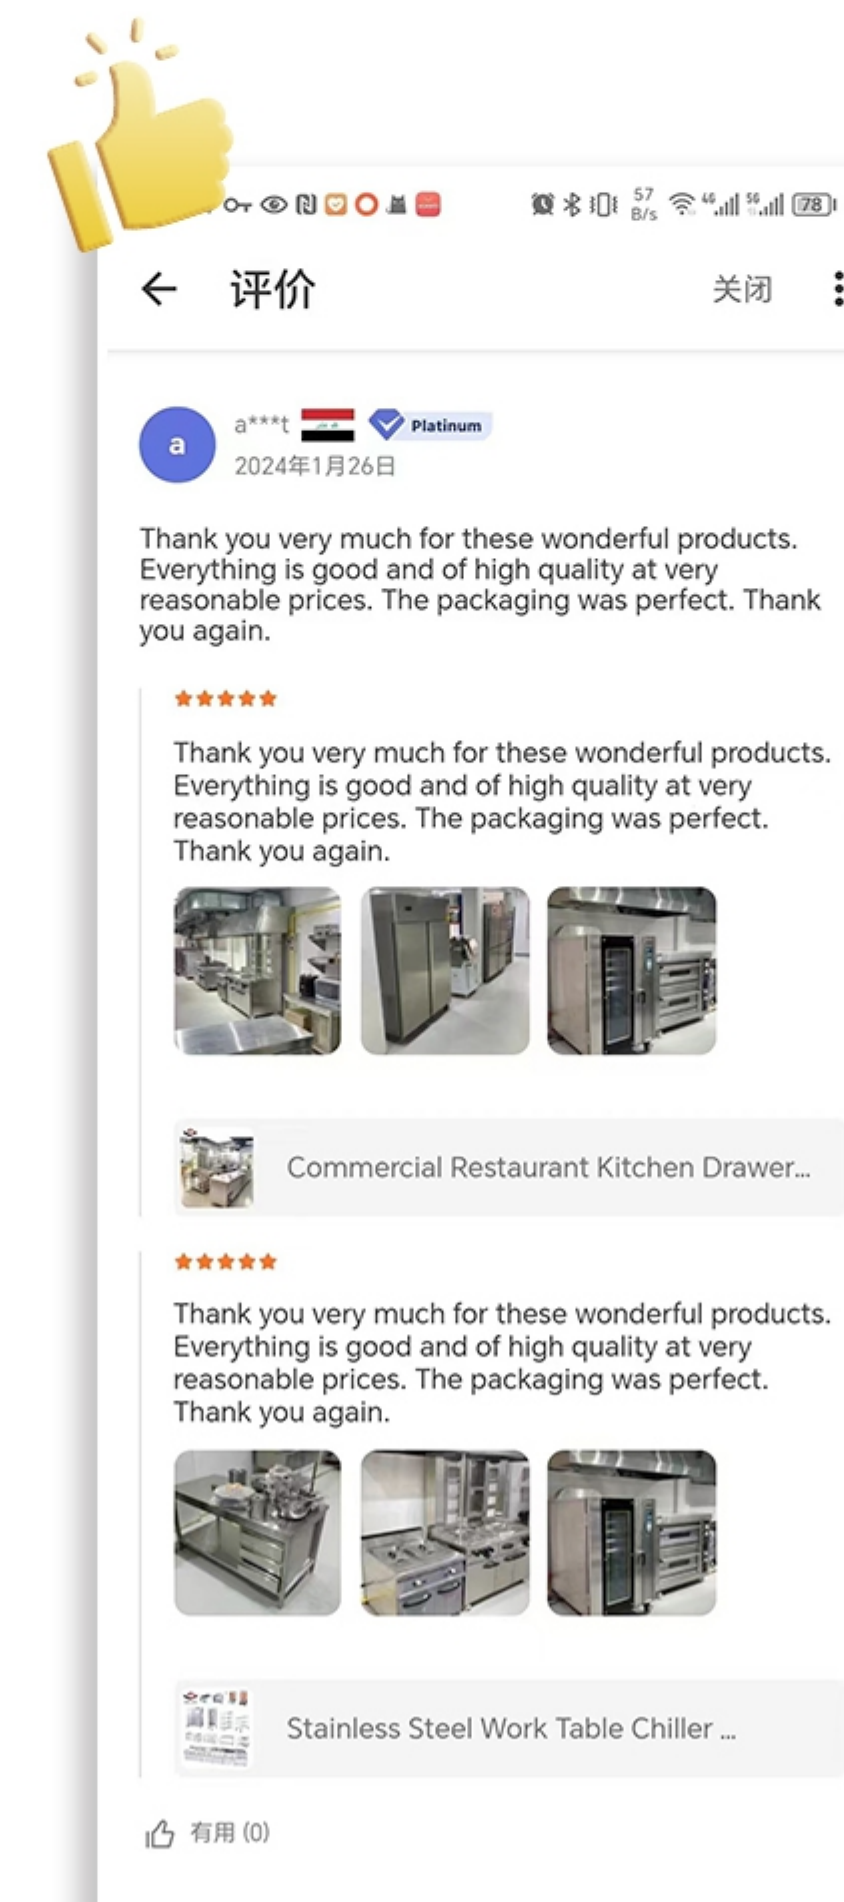 57
B/s
4G
5G
78
评价
关闭
a
a***t
Platinum
2024年1月26日
Thank you very much for these wonderful products.
Everything is good and of high quality at very
reasonable prices. The packaging was perfect. Thank
you again.
Thank you very much for these wonderful products.
Everything is good and of high quality at very
reasonable prices. The packaging was perfect.
Thank you again.
Commercial Restaurant Kitchen Drawer...
Thank you very much for these wonderful products.
Everything is good and of high quality at very
reasonable prices. The packaging was perfect.
Thank you again.
Stainless Steel Work Table Chiller ...
有用 (0)